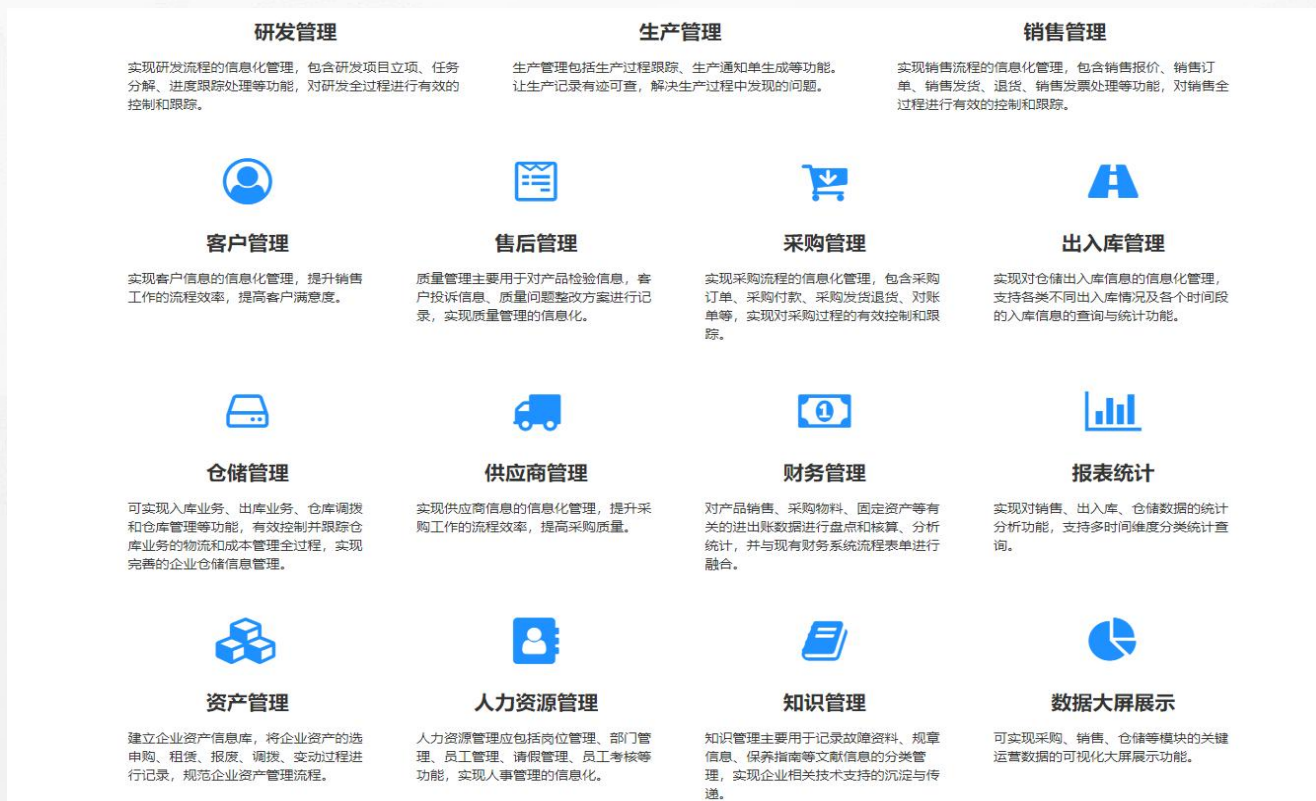 研发管理
实现研发流程的信息化管理，包含研发项目立项、任务
分解、进度跟踪处理等功能，对研发全过程进行有效的
控制和跟踪。
生产管理
生产管理包括生产过程跟踪、生产通知单生成等功能。
让生产记录有迹可查，解决生产过程中发现的问题。
销售管理
实现销售流程的信息化管理，包含销售报价、销售订
单、销售发货、退货、销售发票处理等功能，对销售全
过程进行有效的控制和跟踪。
客户管理
实现客户信息的信息化管理，提升销售
工作的流程效率，提高客户满意度。
售后管理
质量管理主要用于对产品检验信息，客
户投诉信息、质量问题整改方案进行记
录，实现质量管理的信息化。
采购管理
实现采购流程的信息化管理，包含采购
订单、采购付款、采购发货退货、对账
单等，实现对采购过程的有效控制和跟
踪。
出入库管理
实现对仓储出入库信息的信息化管理，
支持各类不同出入库情况及各个时间段
的入库信息的查询与统计功能。
仓储管理
可实现入库业务、出库业务、仓库调拨
和仓库管理等功能，有效控制并跟踪仓
库业务的物流和成本管理全过程，实现
完善的企业仓储信息管理。
供应商管理
实现供应商信息的信息化管理，提升采
购工作的流程效率，提高采购质量。
1
财务管理
对产品销售、采购物料、固定资产等有
关的进出账数据进行盘点和核算、分析
统计，并与现有财务系统流程表单进行
融合。
报表统计
实现对销售、出入库、仓储数据的统计
分析功能，支持多时间维度分类统计查
询。
资产管理
建立企业资产信息库，将企业资产的选
申购、租赁、报废、调拨、变动过程进
行记录，规范企业资产管理流程。
人力资源管理
人力资源管理应包括岗位管理、部门管
理、员工管理、请假管理、员工考核等
功能，实现人事管理的信息化。
知识管理
知识管理主要用于记录故障资料、规章
信息、保养指南等文献信息的分类管
理，实现企业相关技术支持的沉淀与传
递。
数据大屏展示
可实现采购、销售、仓储等模块的关键
运营数据的可视化大屏展示功能。